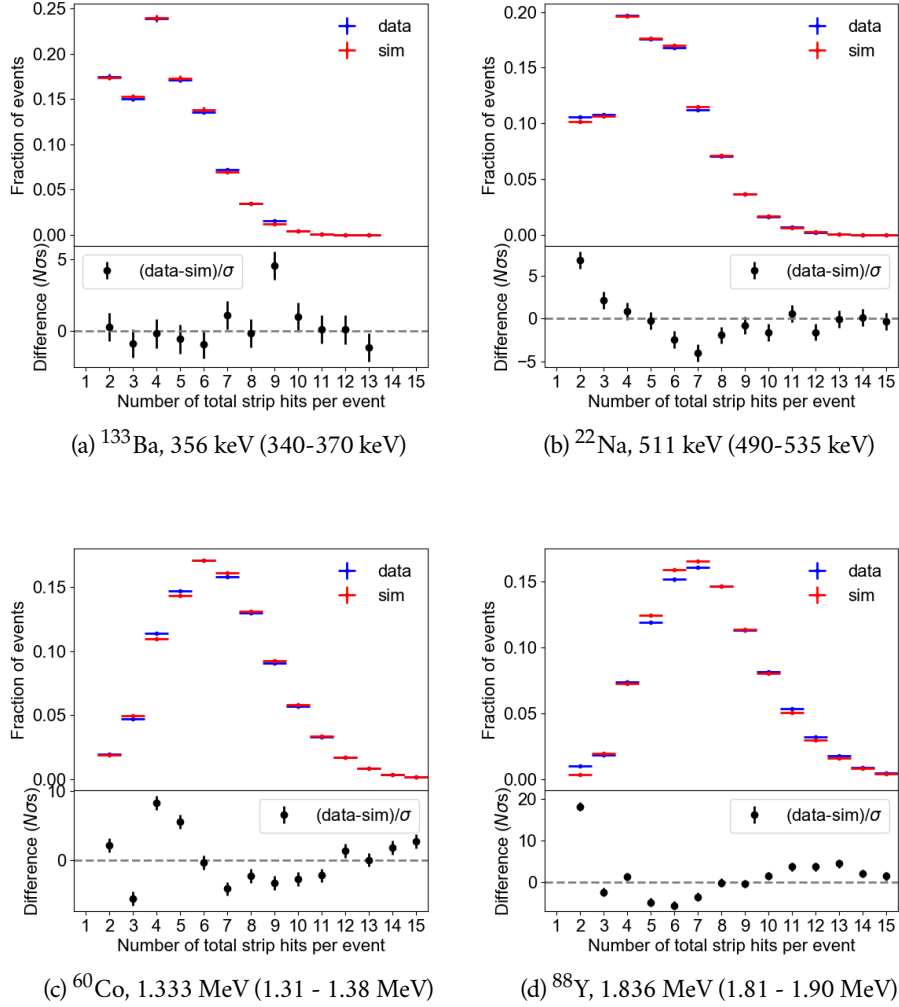 0.25
0.20
0.15
0.10
0.05
0.00
Fraction of events
data
sim
5
0
Difference (Nσs)
(data-sim)/σ
1 2 3 4 5 6 7 8 9 10 11 12 13 14 15
Number of total strip hits per event
(a) ¹³³Ba, 356 keV (340-370 keV)
0.20
0.15
0.10
0.05
0.00
Fraction of events
data
sim
5
0
−5
Difference (Nσs)
(data-sim)/σ
1 2 3 4 5 6 7 8 9 10 11 12 13 14 15
Number of total strip hits per event
(b) ²²Na, 511 keV (490-535 keV)
0.15
0.10
0.05
0.00
Fraction of events
data
sim
10
0
Difference (Nσs)
(data-sim)/σ
1 2 3 4 5 6 7 8 9 10 11 12 13 14 15
Number of total strip hits per event
(c) ⁶⁰Co, 1.333 MeV (1.31 - 1.38 MeV)
0.15
0.10
0.05
0.00
Fraction of events
data
sim
20
10
0
Difference (Nσs)
(data-sim)/σ
1 2 3 4 5 6 7 8 9 10 11 12 13 14 15
Number of total strip hits per event
(d) ⁸⁸Y, 1.836 MeV (1.81 - 1.90 MeV)